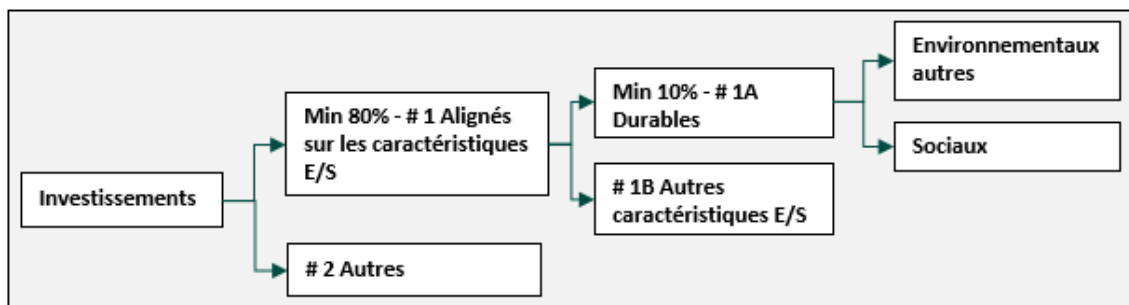 Investissements
Min 80% - # 1 Alignés
sur les caractéristiques
E/S
# 2 Autres
Min 10% - # 1A
Durables
# 1B Autres
caractéristiques E/S
Environnementaux
autres
Sociaux